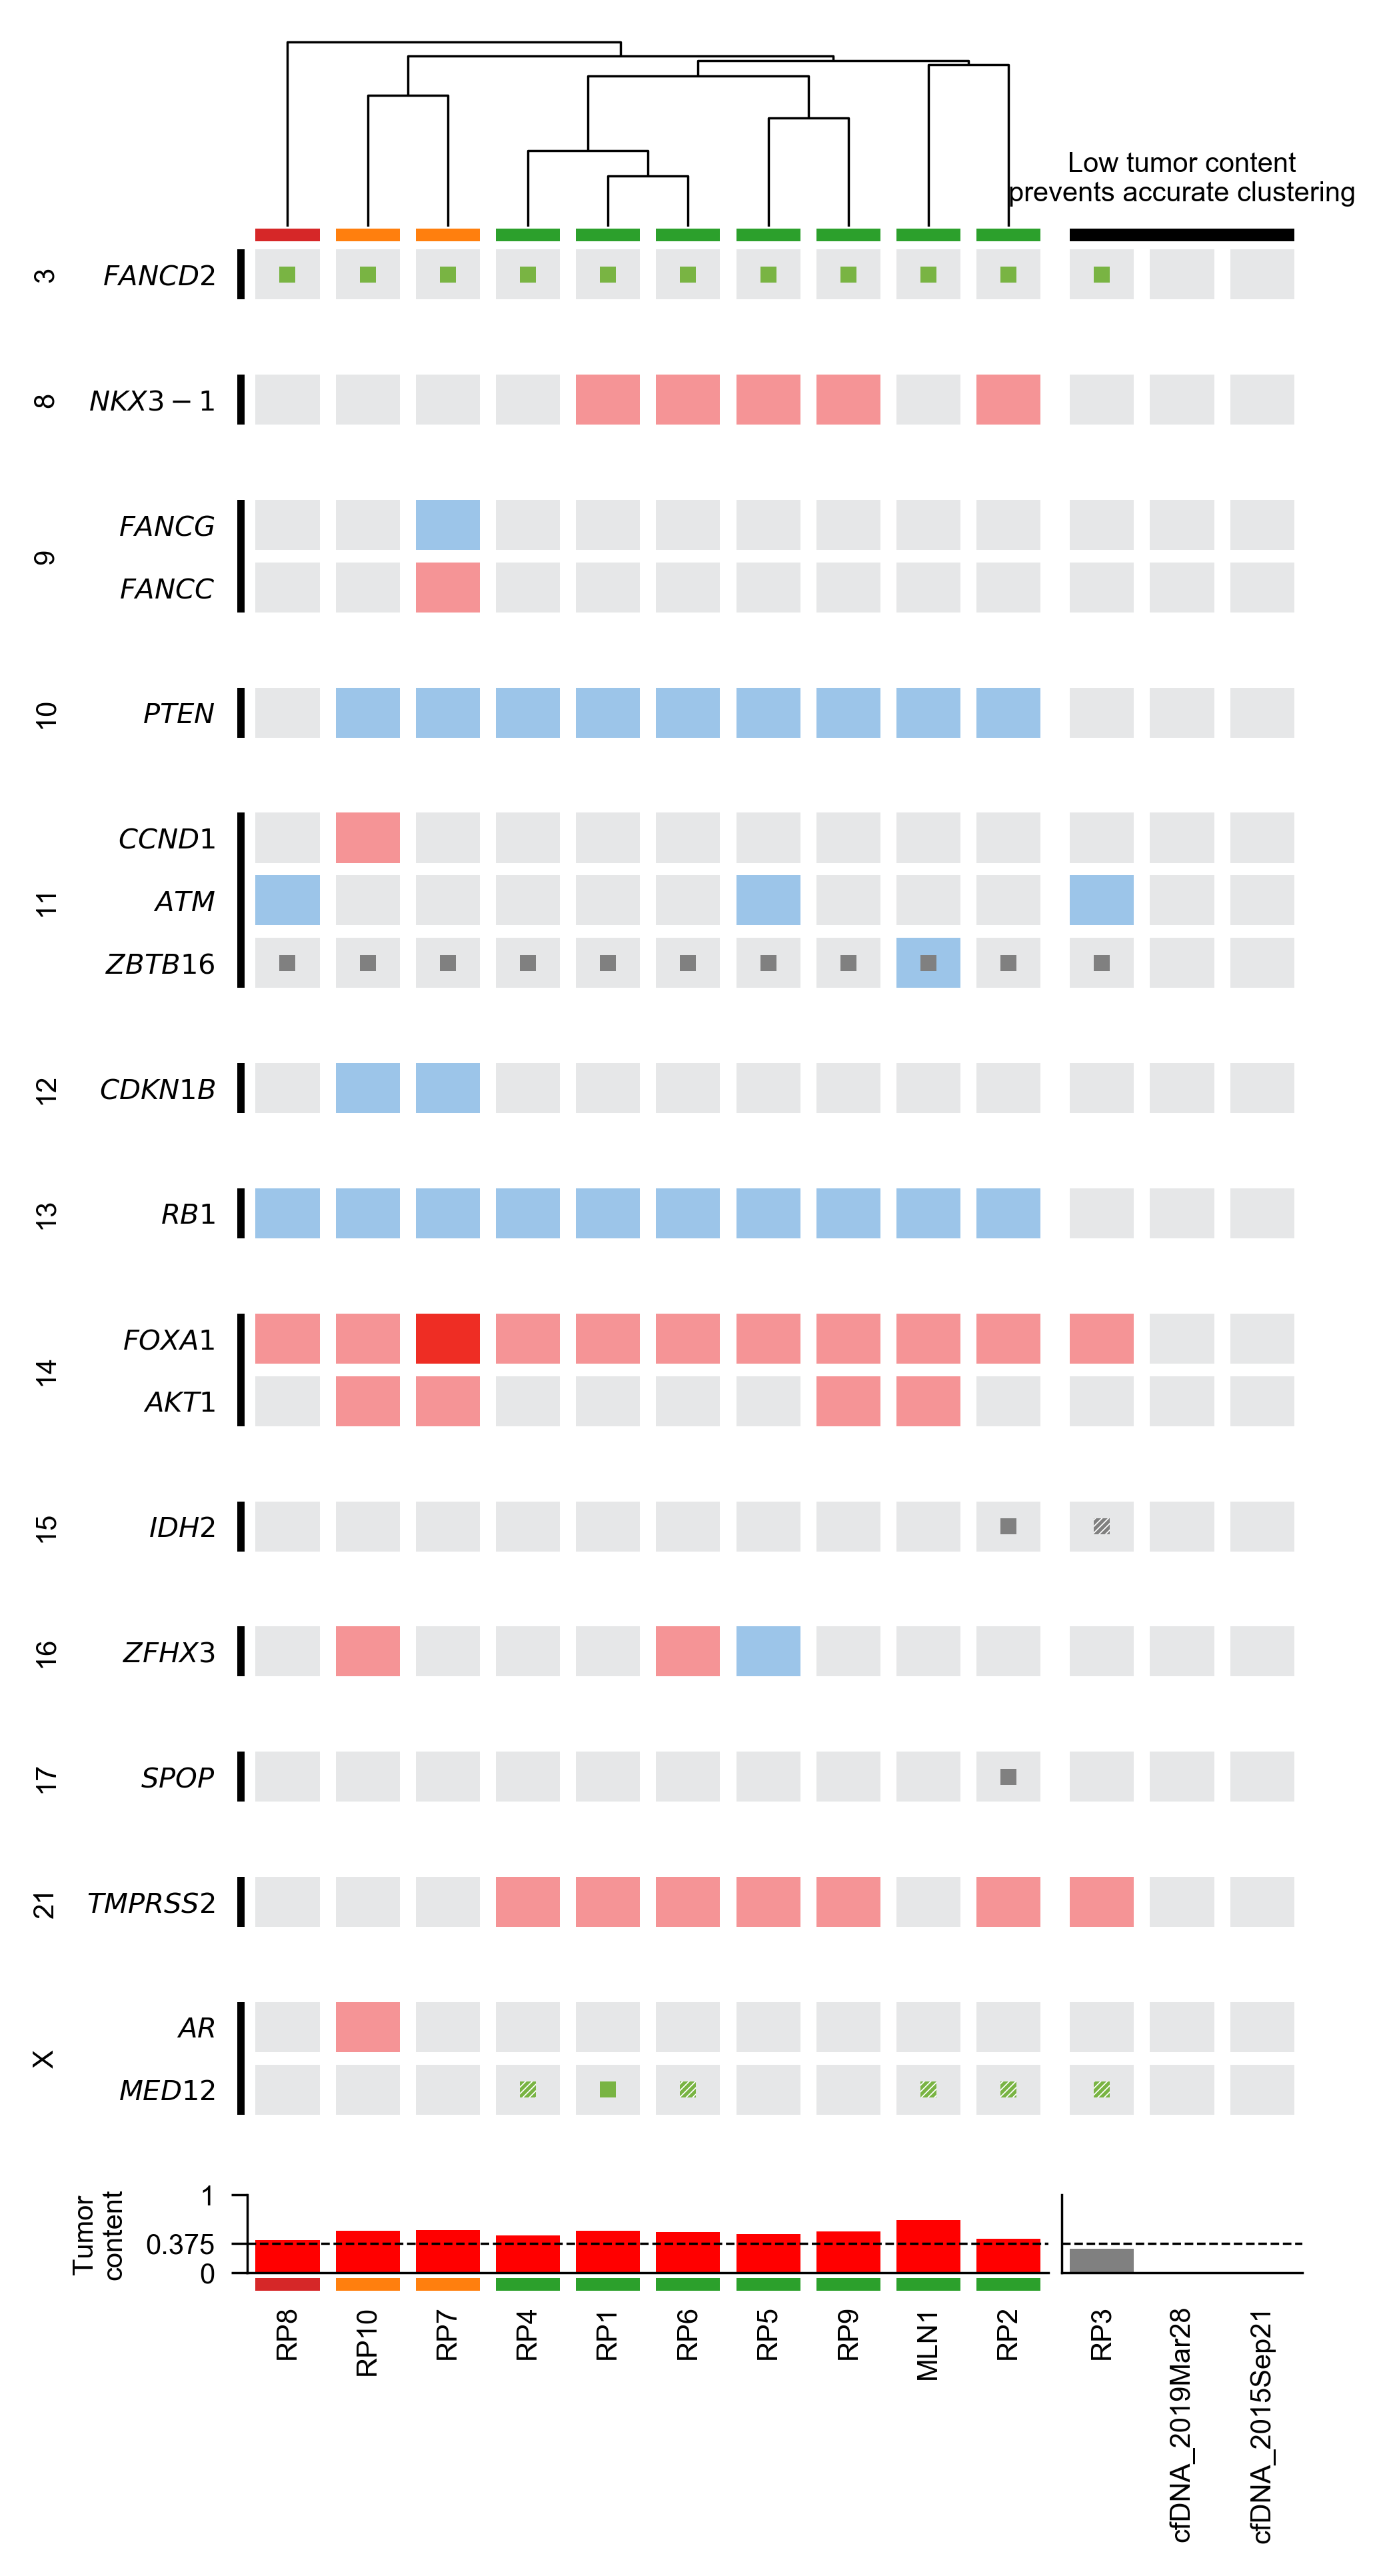 Low tumor content
prevents accurate clustering
3 FANCD2
8 NKX3-1
9
FANCG
FANCC
10 PTEN
11
CCND1
ATM
ZBTB16
12 CDKN1B
13 RB1
14
FOXA1
AKT1
15 IDH2
16 ZFHX3
17 SPOP
21 TMPRSS2
X
AR
MED12
Tumor
content
1
0.375
0
RP8 RP10 RP7 RP4 RP1 RP6 RP5 RP9 MLN1 RP2 RP3 cfDNA_2019Mar28 cfDNA_2015Sep21